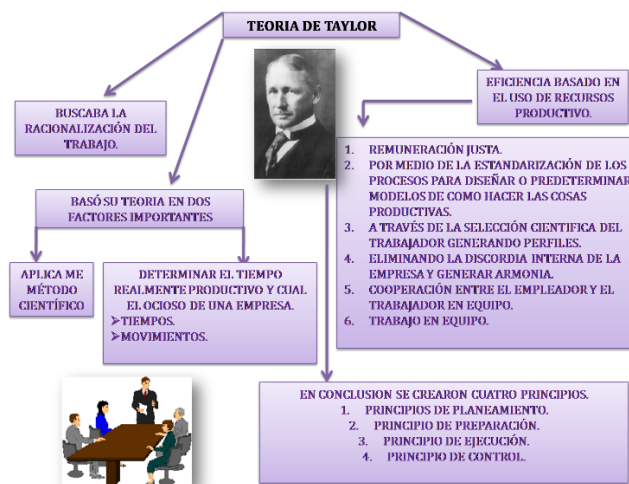 TEORIA DE TAYLOR
BUSCABA LA
RACIONALIZACIÓN DEL
TRABAJO.
EFICIENCIA BASADO EN
EL USO DE RECURSOS
PRODUCTIVO.
BASÓ SU TEORIA EN DOS
FACTORES IMPORTANTES
APLICA ME
MÉTODO
CIENTÍFICO
DETERMINAR EL TIEMPO
REALMENTE PRODUCTIVO Y CUAL
EL OCIOSO DE UNA EMPRESA.
➢TIEMPOS.
➢MOVIMIENTOS.
1. REMUNERACIÓN JUSTA.
2. POR MEDIO DE LA ESTANDARIZACIÓN DE LOS
PROCESOS PARA DISEÑAR O PREDETERMINAR
MODELOS DE COMO HACER LAS COSAS
PRODUCTIVAS.
3. A TRAVÉS DE LA SELECCIÓN CIENTIFICA DEL
TRABAJADOR GENERANDO PERFILES.
4. ELIMINANDO LA DISCORDIA INTERNA DE LA
EMPRESA Y GENERAR ARMONIA.
5. COOPERACIÓN ENTRE EL EMPLEADOR Y EL
TRABAJADOR EN EQUIPO.
6. TRABAJO EN EQUIPO.
EN CONCLUSION SE CREARON CUATRO PRINCIPIOS.
1. PRINCIPIOS DE PLANEAMIENTO.
2. PRINCIPIO DE PREPARACIÓN.
3. PRINCIPIO DE EJECUCIÓN.
4. PRINCIPIO DE CONTROL.